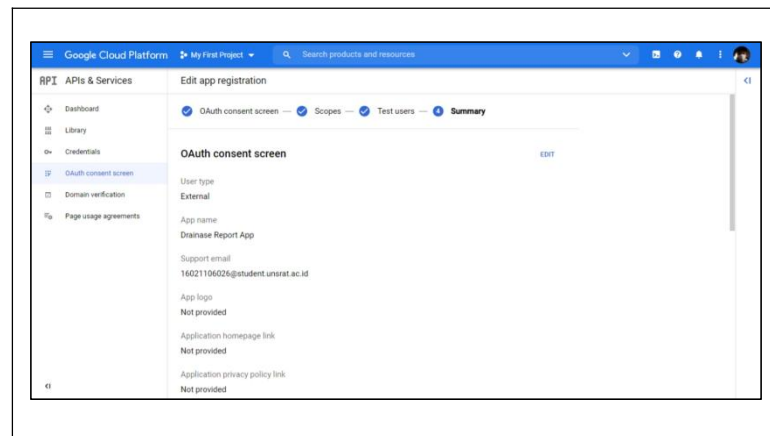 Google Cloud Platform My First Project Search products and resources
API APIs & Services Edit app registration
Dashboard
Library
Credentials
OAuth consent screen
Domain verification
Page usage agreements
OAuth consent screen — Scopes — Test users — 4 Summary
OAuth consent screen EDIT
User type
External
App name
Drainase Report App
Support email
16021106026@student.unsrat.ac.id
App logo
Not provided
Application homepage link
Not provided
Application privacy policy link
Not provided